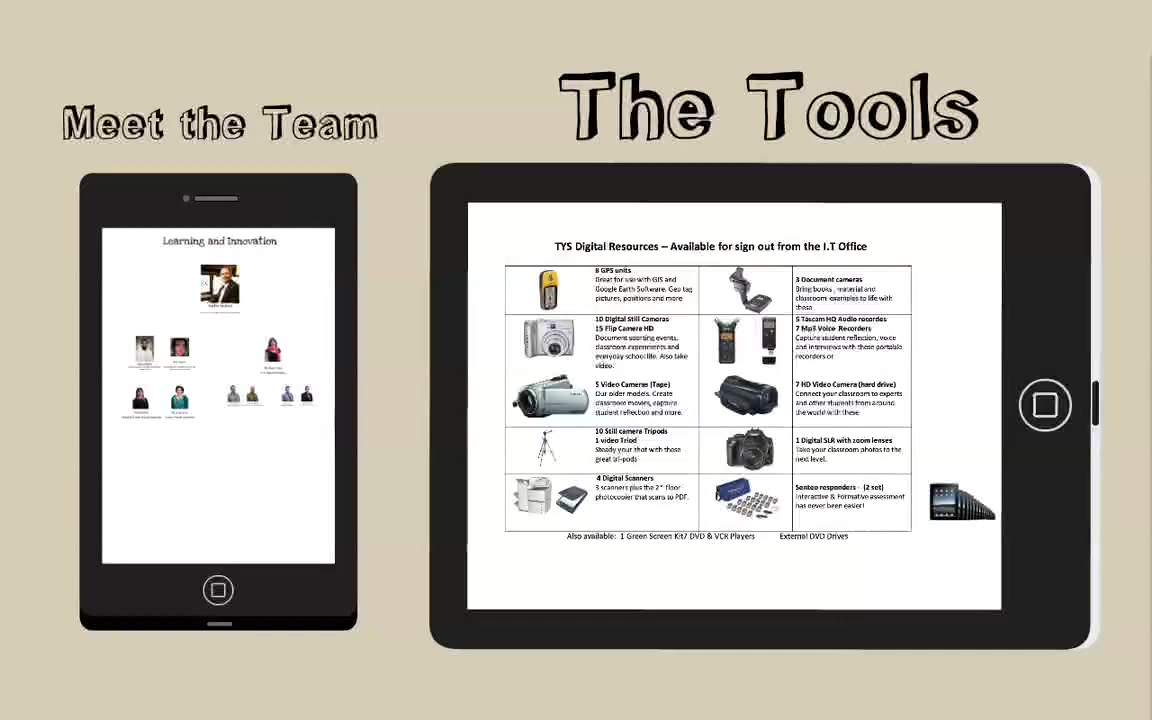 Meet the Team
The Tools
Learning and Innovation
TYS Digital Resources – Available for sign out from the I.T Office
8 GPS units
Great for use with GIS and
Google Earth Software. Geo tag
pictures, positions and more
3 Document cameras
Bring books, material and
classroom examples to life with
these
10 Digital Still Cameras
15 Flip Camera HD
Document sporting events,
classroom experiments and
everyday school life. Also take
video.
5 Tascam HQ Audio recordes
7 Mp3 Voice Recorders
Capture student reflection, voice
and interviews with these portable
recorders or
5 Video Cameras (Tape)
Our older models. Create
classroom movies, capture
student reflection and more.
7 HD Video Camera (hard drive)
Connect your classroom to experts
and other students from around
the world with these
10 Still camera Tripods
1 video Triod
Steady your shot with these
great tri-pods
1 Digital SLR with zoom lenses
Take your classroom photos to the
next level.
4 Digital Scanners
3 scanners plus the 2nd floor
photocopier that scans to PDF.
Senteo responders - (2 set)
Interactive & Formative assessment
has never been easier!
Also available: 1 Green Screen Kit7 DVD & VCR Players External DVD Drives